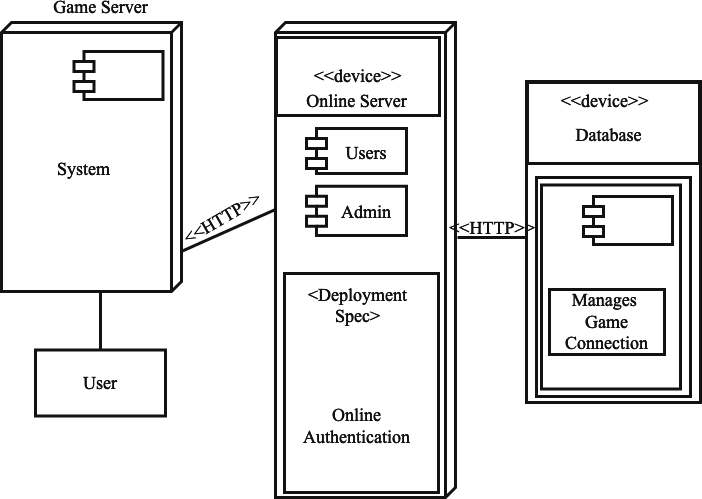 Game Server
System
User
<<HTTP>>
<<device>>
Online Server
Users
Admin
<Deployment
Spec>
Online
Authentication
<<HTTP>>
<<device>>
Database
Manages
Game
Connection